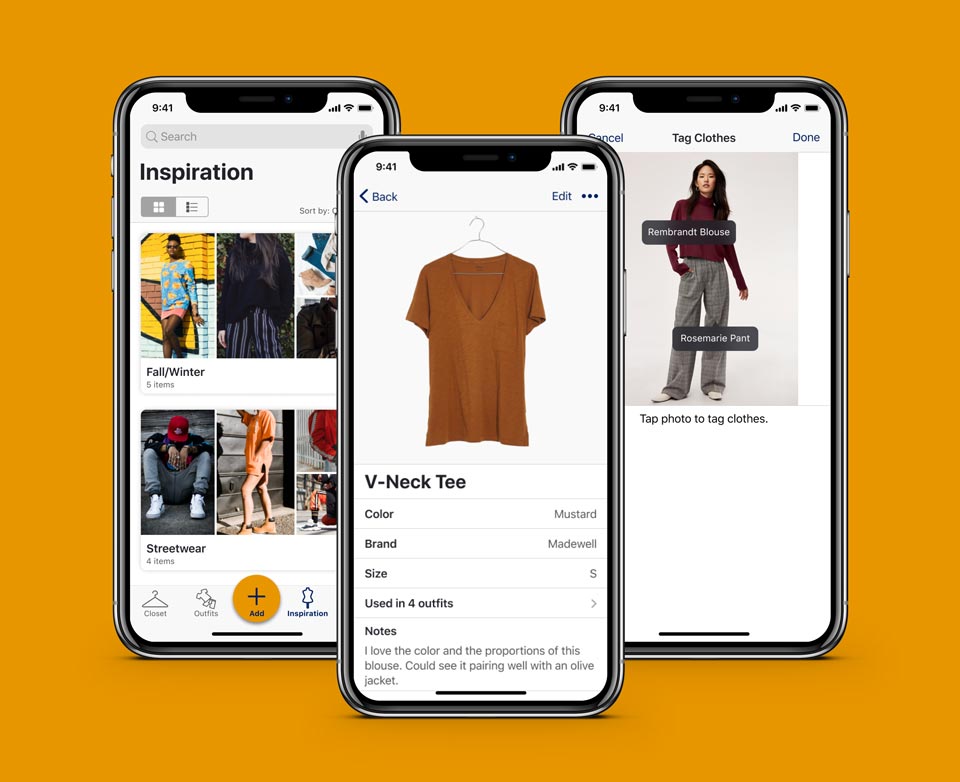 9:41
Search
Inspiration
Sort by:
Fall/Winter
5 items
Streetwear
4 items
Closet
Outfits
Add
Inspiration
9:41
Back
Edit
V-Neck Tee
Color Mustard
Brand Madewell
Size S
Used in 4 outfits
Notes
I love the color and the proportions of this
blouse. Could see it pairing well with an olive
jacket.
9:41
Cancel
Tag Clothes
Done
Rembrandt Blouse
Rosemarie Pant
Tap photo to tag clothes.